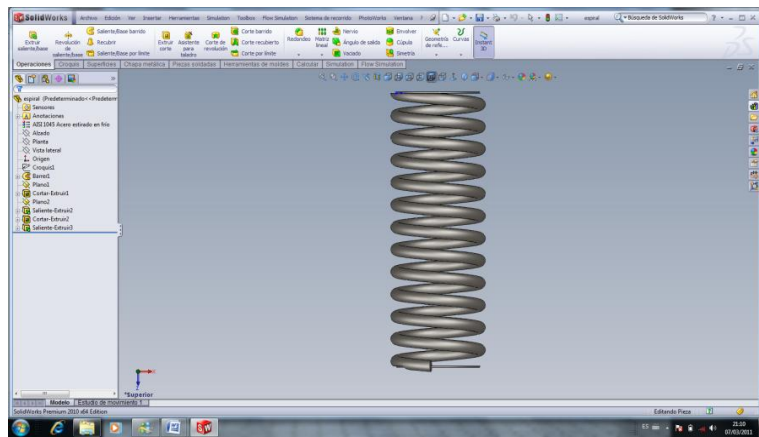 SolidWorks Archivo Edición Ver Insertar Herramientas Simulation Toolbox Flow Simulation Sistema de recorrido PhotoWorks Ventana ? espiral Búsqueda de SolidWorks
Extruir saliente/base
Revolución de saliente/base
Saliente/Base barrido
Recubrir
Saliente/Base por límite
Extruir corte
Asistente para taladro
Corte de revolución
Corte barrido
Corte recubierto
Corte por límite
Redondeo
Matriz lineal
Nervio
Ángulo de salida
Vaciado
Envolver
Cúpula
Simetría
Geometría de refe...
Curvas
Instant 3D
Operaciones Croquis Superficies Chapa metálica Piezas soldadas Herramientas de moldes Calcular Simulation Flow Simulation
espiral (Predeterminado<<Predeterm
Sensores
Anotaciones
AISI 1045 Acero estirado en frío
Alzado
Planta
Vista lateral
Origen
Croquis1
Barrer1
Plano1
Cortar-Extruir1
Plano2
Saliente-Extruir2
Cortar-Extruir2
Saliente-Extruir3
*Superior
Modelo Estudio de movimiento 1
SolidWorks Premium 2010 x64 Edition Editando Pieza
ES 21:10
07/03/2011